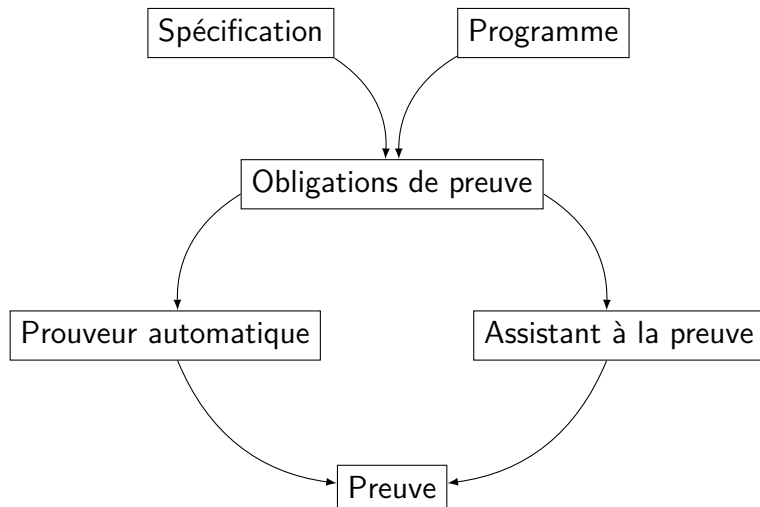 Spécification
Programme
Obligations de preuve
Prouveur automatique
Assistant à la preuve
Preuve